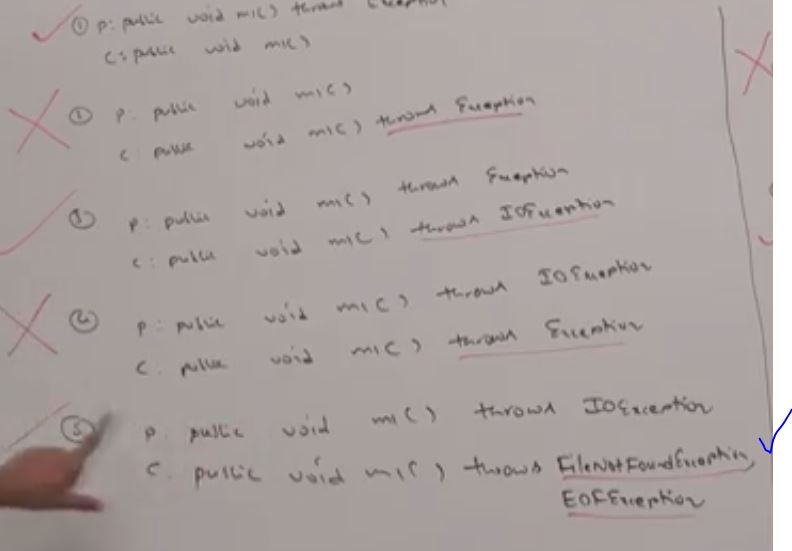 ① P: public void m1() throws Exception
C: public void m1()
② P: public void m1()
C: public void m1() throws Exception
③ P: public void m1() throws Exception
C: public void m1() throws IOException
④ P: public void m1() throws IOException
C: public void m1() throws Exception
⑤ P: public void m1() throws IOException
C: public void m1() throws FileNotFoundException,
EOFException